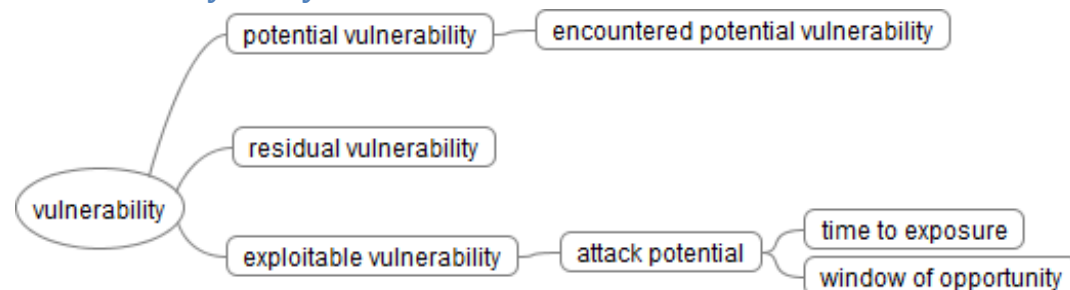 potential vulnerability
encountered potential vulnerability
residual vulnerability
vulnerability
exploitable vulnerability
attack potential
time to exposure
window of opportunity